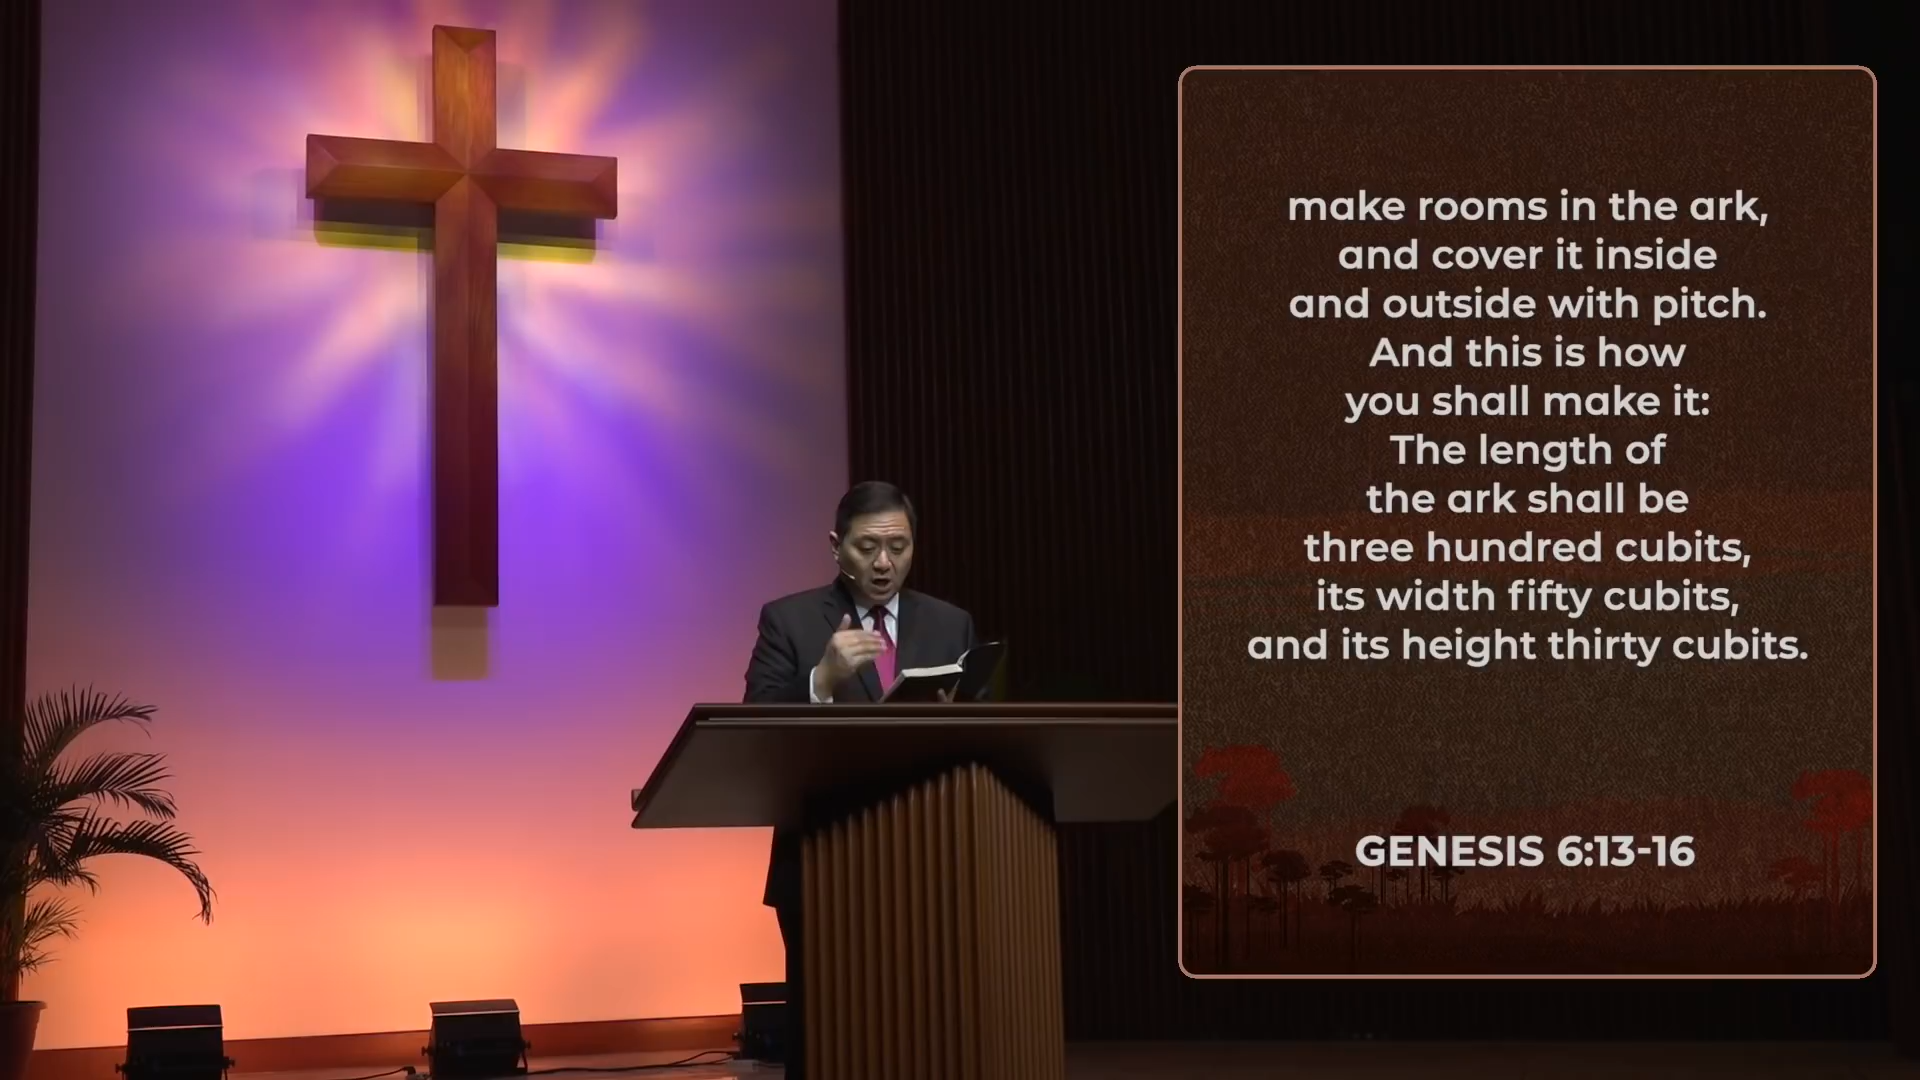 make rooms in the ark,
and cover it inside
and outside with pitch.
And this is how
you shall make it:
The length of
the ark shall be
three hundred cubits,
its width fifty cubits,
and its height thirty cubits.
GENESIS 6:13-16